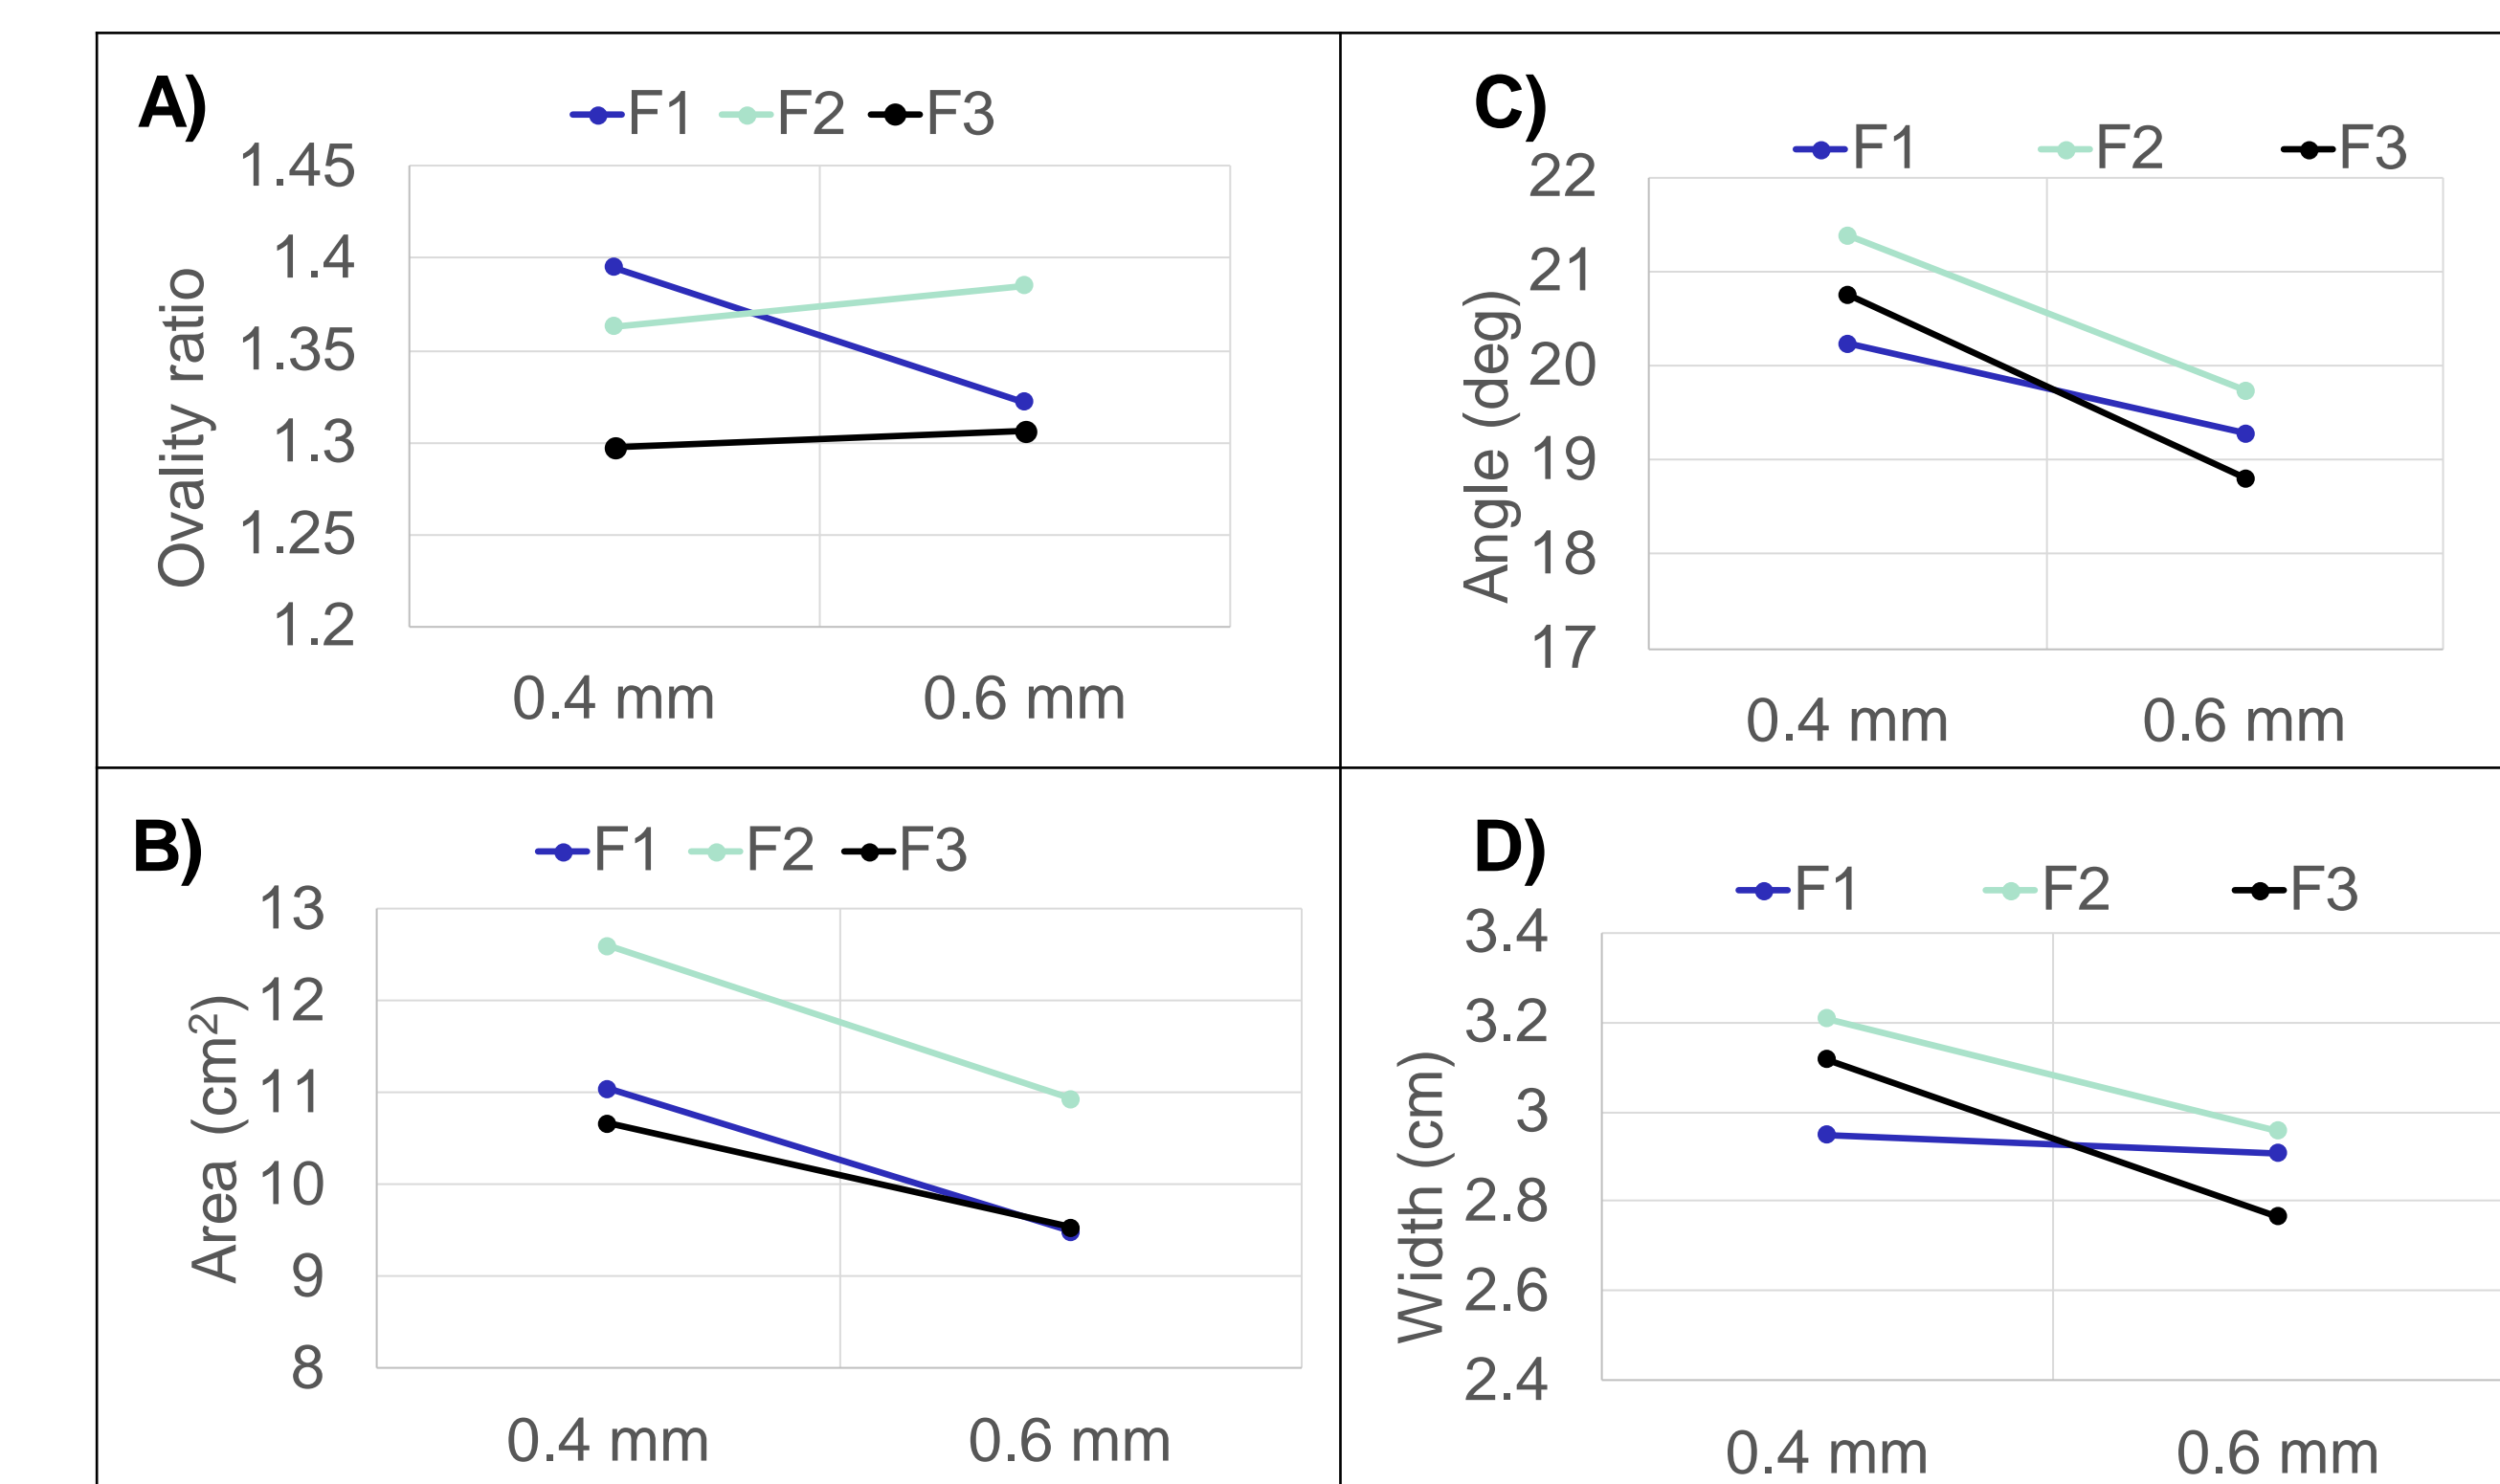 A)
F1 F2 F3
1.45
1.4
1.35
1.3
1.25
1.2
Ovality ratio
0.4 mm 0.6 mm
C)
F1 F2 F3
22
21
20
19
18
17
Angle (deg)
0.4 mm 0.6 mm
B)
F1 F2 F3
13
12
11
10
9
8
Area (cm²)
0.4 mm 0.6 mm
D)
F1 F2 F3
3.4
3.2
3
2.8
2.6
2.4
Width (cm)
0.4 mm 0.6 mm